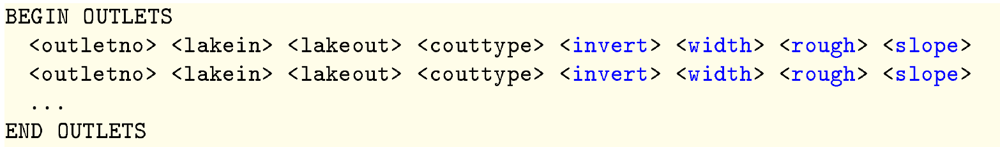 BEGIN OUTLETS
<outletno> <lakein> <lakeout> <couttype> <invert> <width> <rough> <slope>
<outletno> <lakein> <lakeout> <couttype> <invert> <width> <rough> <slope>
...
END OUTLETS